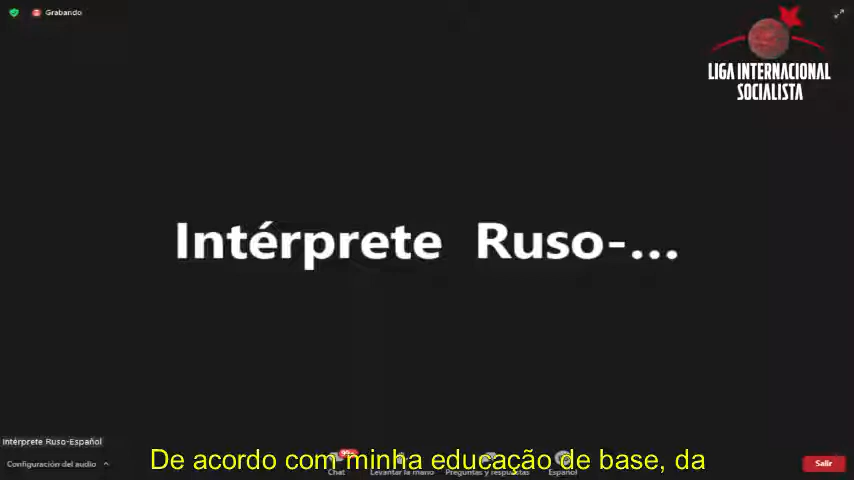 Grabando
LIGA INTERNACIONAL
SOCIALISTA
Intérprete Ruso-...
Intérprete Ruso-Español
Configuración del audio
99+
Chat
Levantar la mano
Preguntas y respuestas
Español
Salir
De acordo com minha educação de base, da